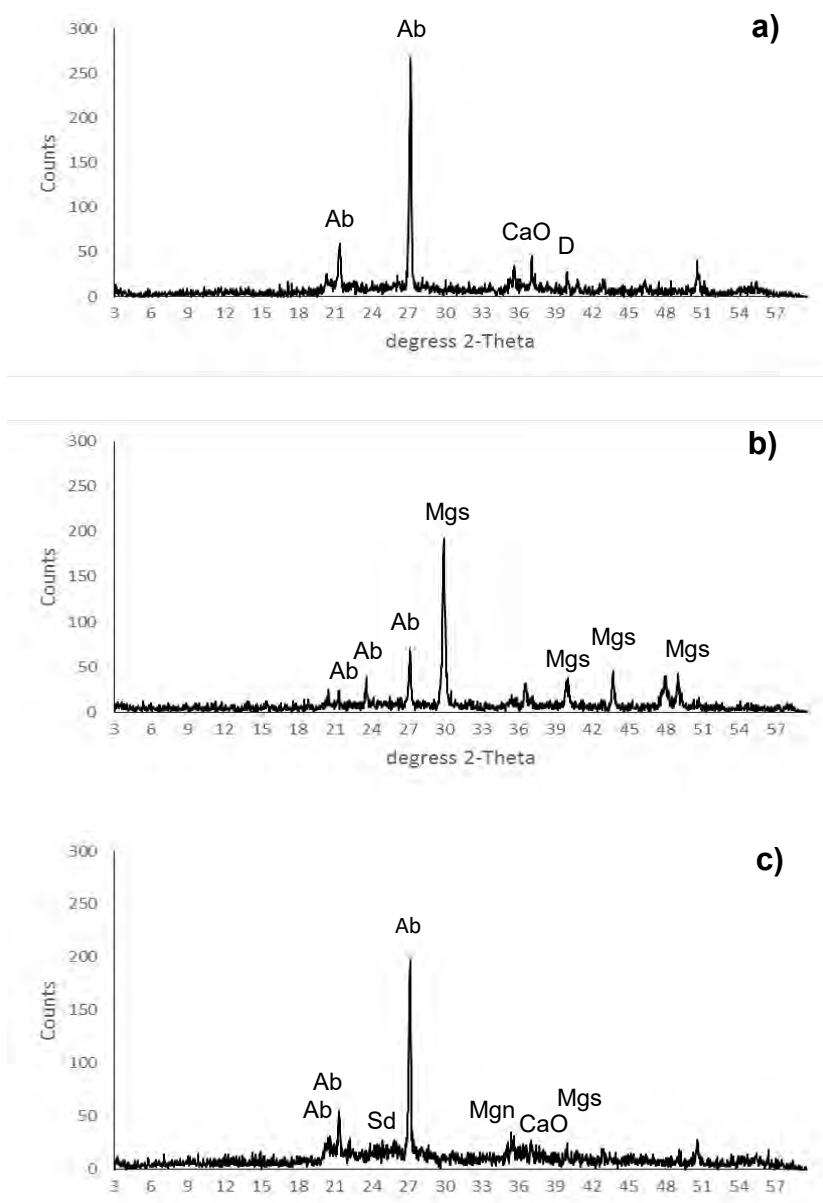 a)
300
250
200
150
100
50
0
Counts
Ab
Ab
CaO
D
3 6 9 12 15 18 21 24 27 30 33 36 39 42 45 48 51 54 57
degress 2-Theta
b)
300
250
200
150
100
50
0
Counts
Mgs
Ab
Ab
Ab
Mgs
Mgs
Mgs
3 6 9 12 15 18 21 24 27 30 33 36 39 42 45 48 51 54 57
degress 2-Theta
c)
300
250
200
150
100
50
0
Counts
Ab
Ab
Ab
Sd
Mgn
CaO
Mgs
3 6 9 12 15 18 21 24 27 30 33 36 39 42 45 48 51 54 57